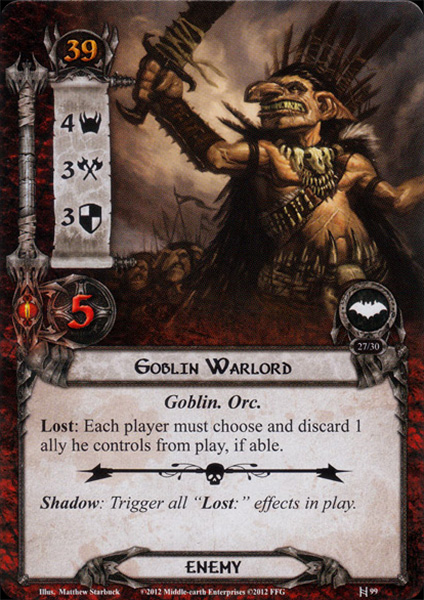 39
4
3
3
5
27/30
GOBLIN WARLORD
Goblin. Orc.
Lost: Each player must choose and discard 1
ally he controls from play, if able.
Shadow: Trigger all “Lost:” effects in play.
ENEMY
Illus. Matthew Starbuck
©2012 Middle-earth Enterprises ©2012 FFG
99